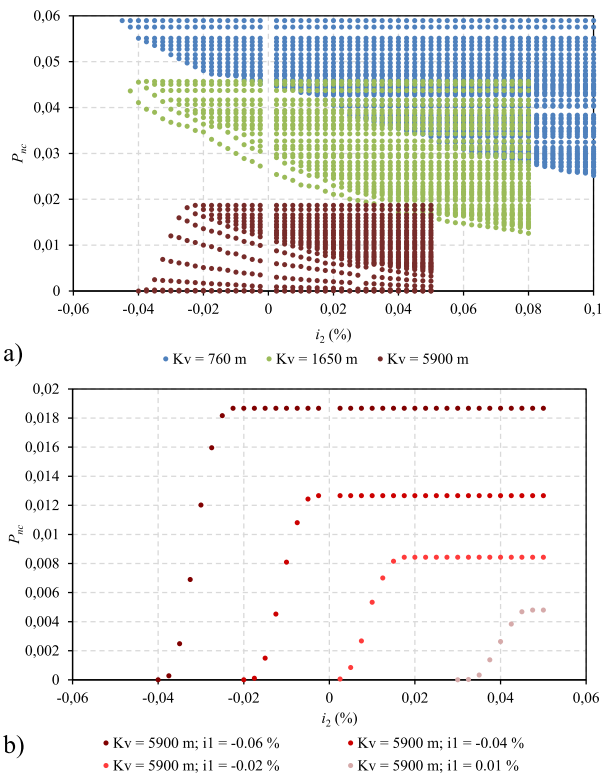 0,06
0,05
0,04
0,03
0,02
0,01
0
P_nc
-0,06 -0,04 -0,02 0 0,02 0,04 0,06 0,08 0,1
i_2 (%)
a)
Kv = 760 m Kv = 1650 m Kv = 5900 m
0,02
0,018
0,016
0,014
0,012
0,01
0,008
0,006
0,004
0,002
0
P_nc
-0,06 -0,04 -0,02 0 0,02 0,04 0,06
i_2 (%)
b)
Kv = 5900 m; i1 = -0.06 % Kv = 5900 m; i1 = -0.04 %
Kv = 5900 m; i1 = -0.02 % Kv = 5900 m; i1 = 0.01 %